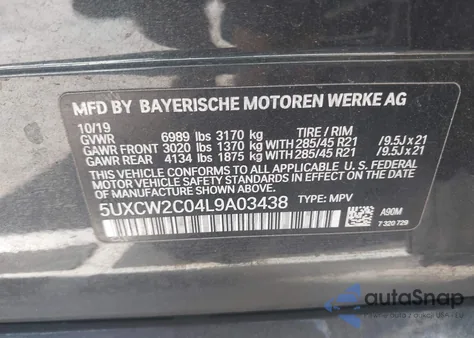 MFD BY BAYERISCHE MOTOREN WERKE AG
10/19
GVWR 6989 lbs 3170 kg TIRE / RIM
GAWR FRONT 3020 lbs 1370 kg WITH 285/45 R21 /9.5J x 21
GAWR REAR 4134 lbs 1875 kg WITH 285/45 R21 /9.5J x 21
THIS VEHICLE CONFORMS TO ALL APPLICABLE U. S. FEDERAL
MOTOR VEHICLE SAFETY STANDARDS IN EFFECT ON THE DATE
OF MANUFACTURE SHOWN ABOVE.
5UXCW2C04L9A03438 TYPE: MPV
A90M
7 320 729
autoSnap